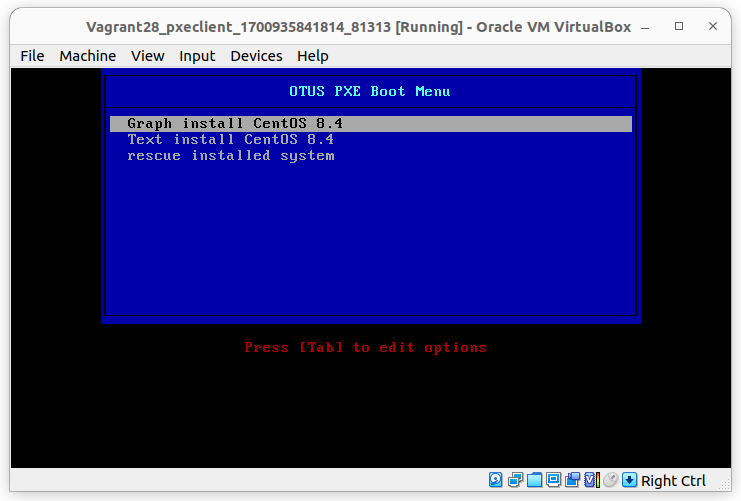 Vagrant28_pxeclient_1700935841814_81313 [Running] - Oracle VM VirtualBox
File Machine View Input Devices Help
OTUS PXE Boot Menu
Graph install CentOS 8.4
Text install CentOS 8.4
rescue installed system
Press [Tab] to edit options
Right Ctrl